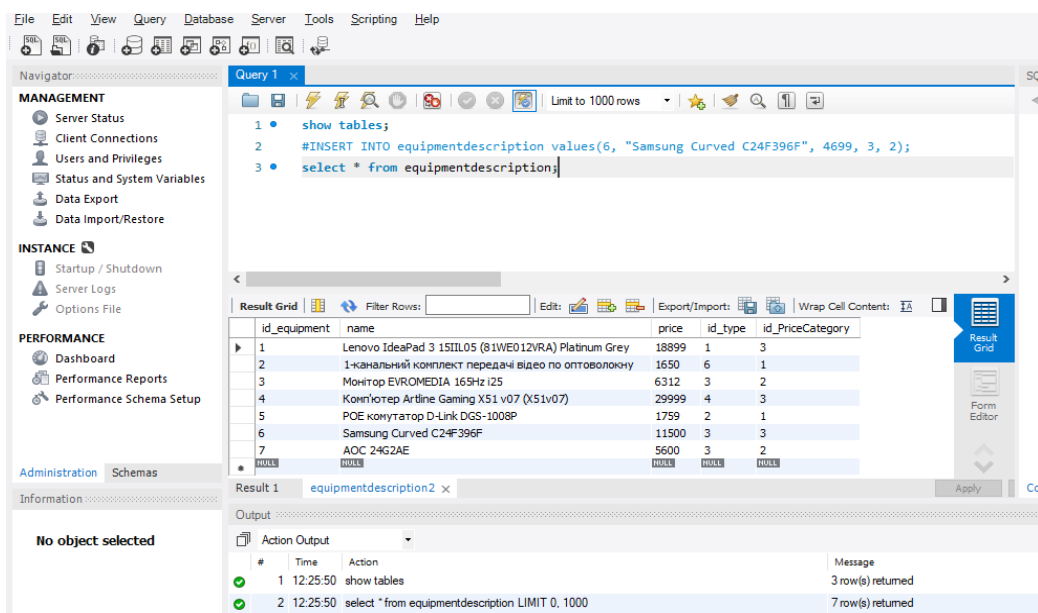 File Edit View Query Database Server Tools Scripting Help
Navigator
MANAGEMENT
Server Status
Client Connections
Users and Privileges
Status and System Variables
Data Export
Data Import/Restore
INSTANCE
Startup / Shutdown
Server Logs
Options File
PERFORMANCE
Dashboard
Performance Reports
Performance Schema Setup
Administration Schemas
Information
No object selected
Query 1
Limit to 1000 rows
1 show tables;
2 #INSERT INTO equipmentdescription values(6, "Samsung Curved C24F396F", 4699, 3, 2);
3 select * from equipmentdescription;
Result Grid Filter Rows: Edit: Export/Import: Wrap Cell Content:
id_equipment name price id_type id_PriceCategory
1 Lenovo IdeaPad 3 15IIL05 (81WE012VRA) Platinum Grey 18899 1 3
2 1-канальний комплект передачі відео по оптоволокну 1650 6 1
3 Монітор EVROMEDIA 165Hz i25 6312 3 2
4 Комп'ютер Artline Gaming X51 v07 (X51v07) 29999 4 3
5 POE комутатор D-Link DGS-1008P 1759 2 1
6 Samsung Curved C24F396F 11500 3 3
7 AOC 24G2AE 5600 3 2
NULL NULL NULL NULL NULL
Result Grid
Form Editor
Result 1 equipmentdescription2 Apply
Output
Action Output
# Time Action Message
1 12:25:50 show tables 3 row(s) returned
2 12:25:50 select * from equipmentdescription LIMIT 0, 1000 7 row(s) returned